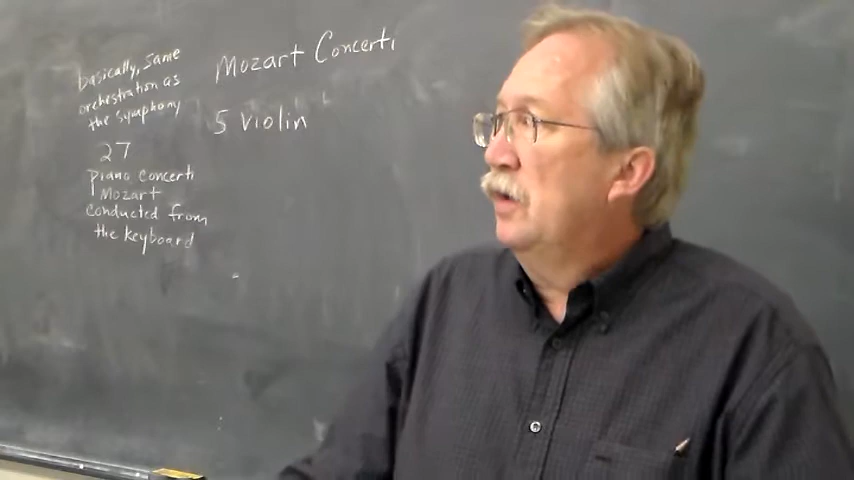 Mozart Concerti
basically, same
orchestration as
the symphony
5 violin
27
piano concerti
Mozart
conducted from
the keyboard